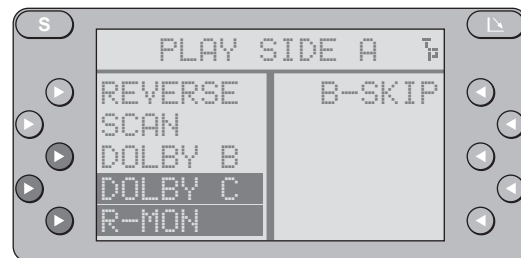 S
PLAY SIDE A
REVERSE B-SKIP
SCAN
DOLBY B
DOLBY C
R-MON